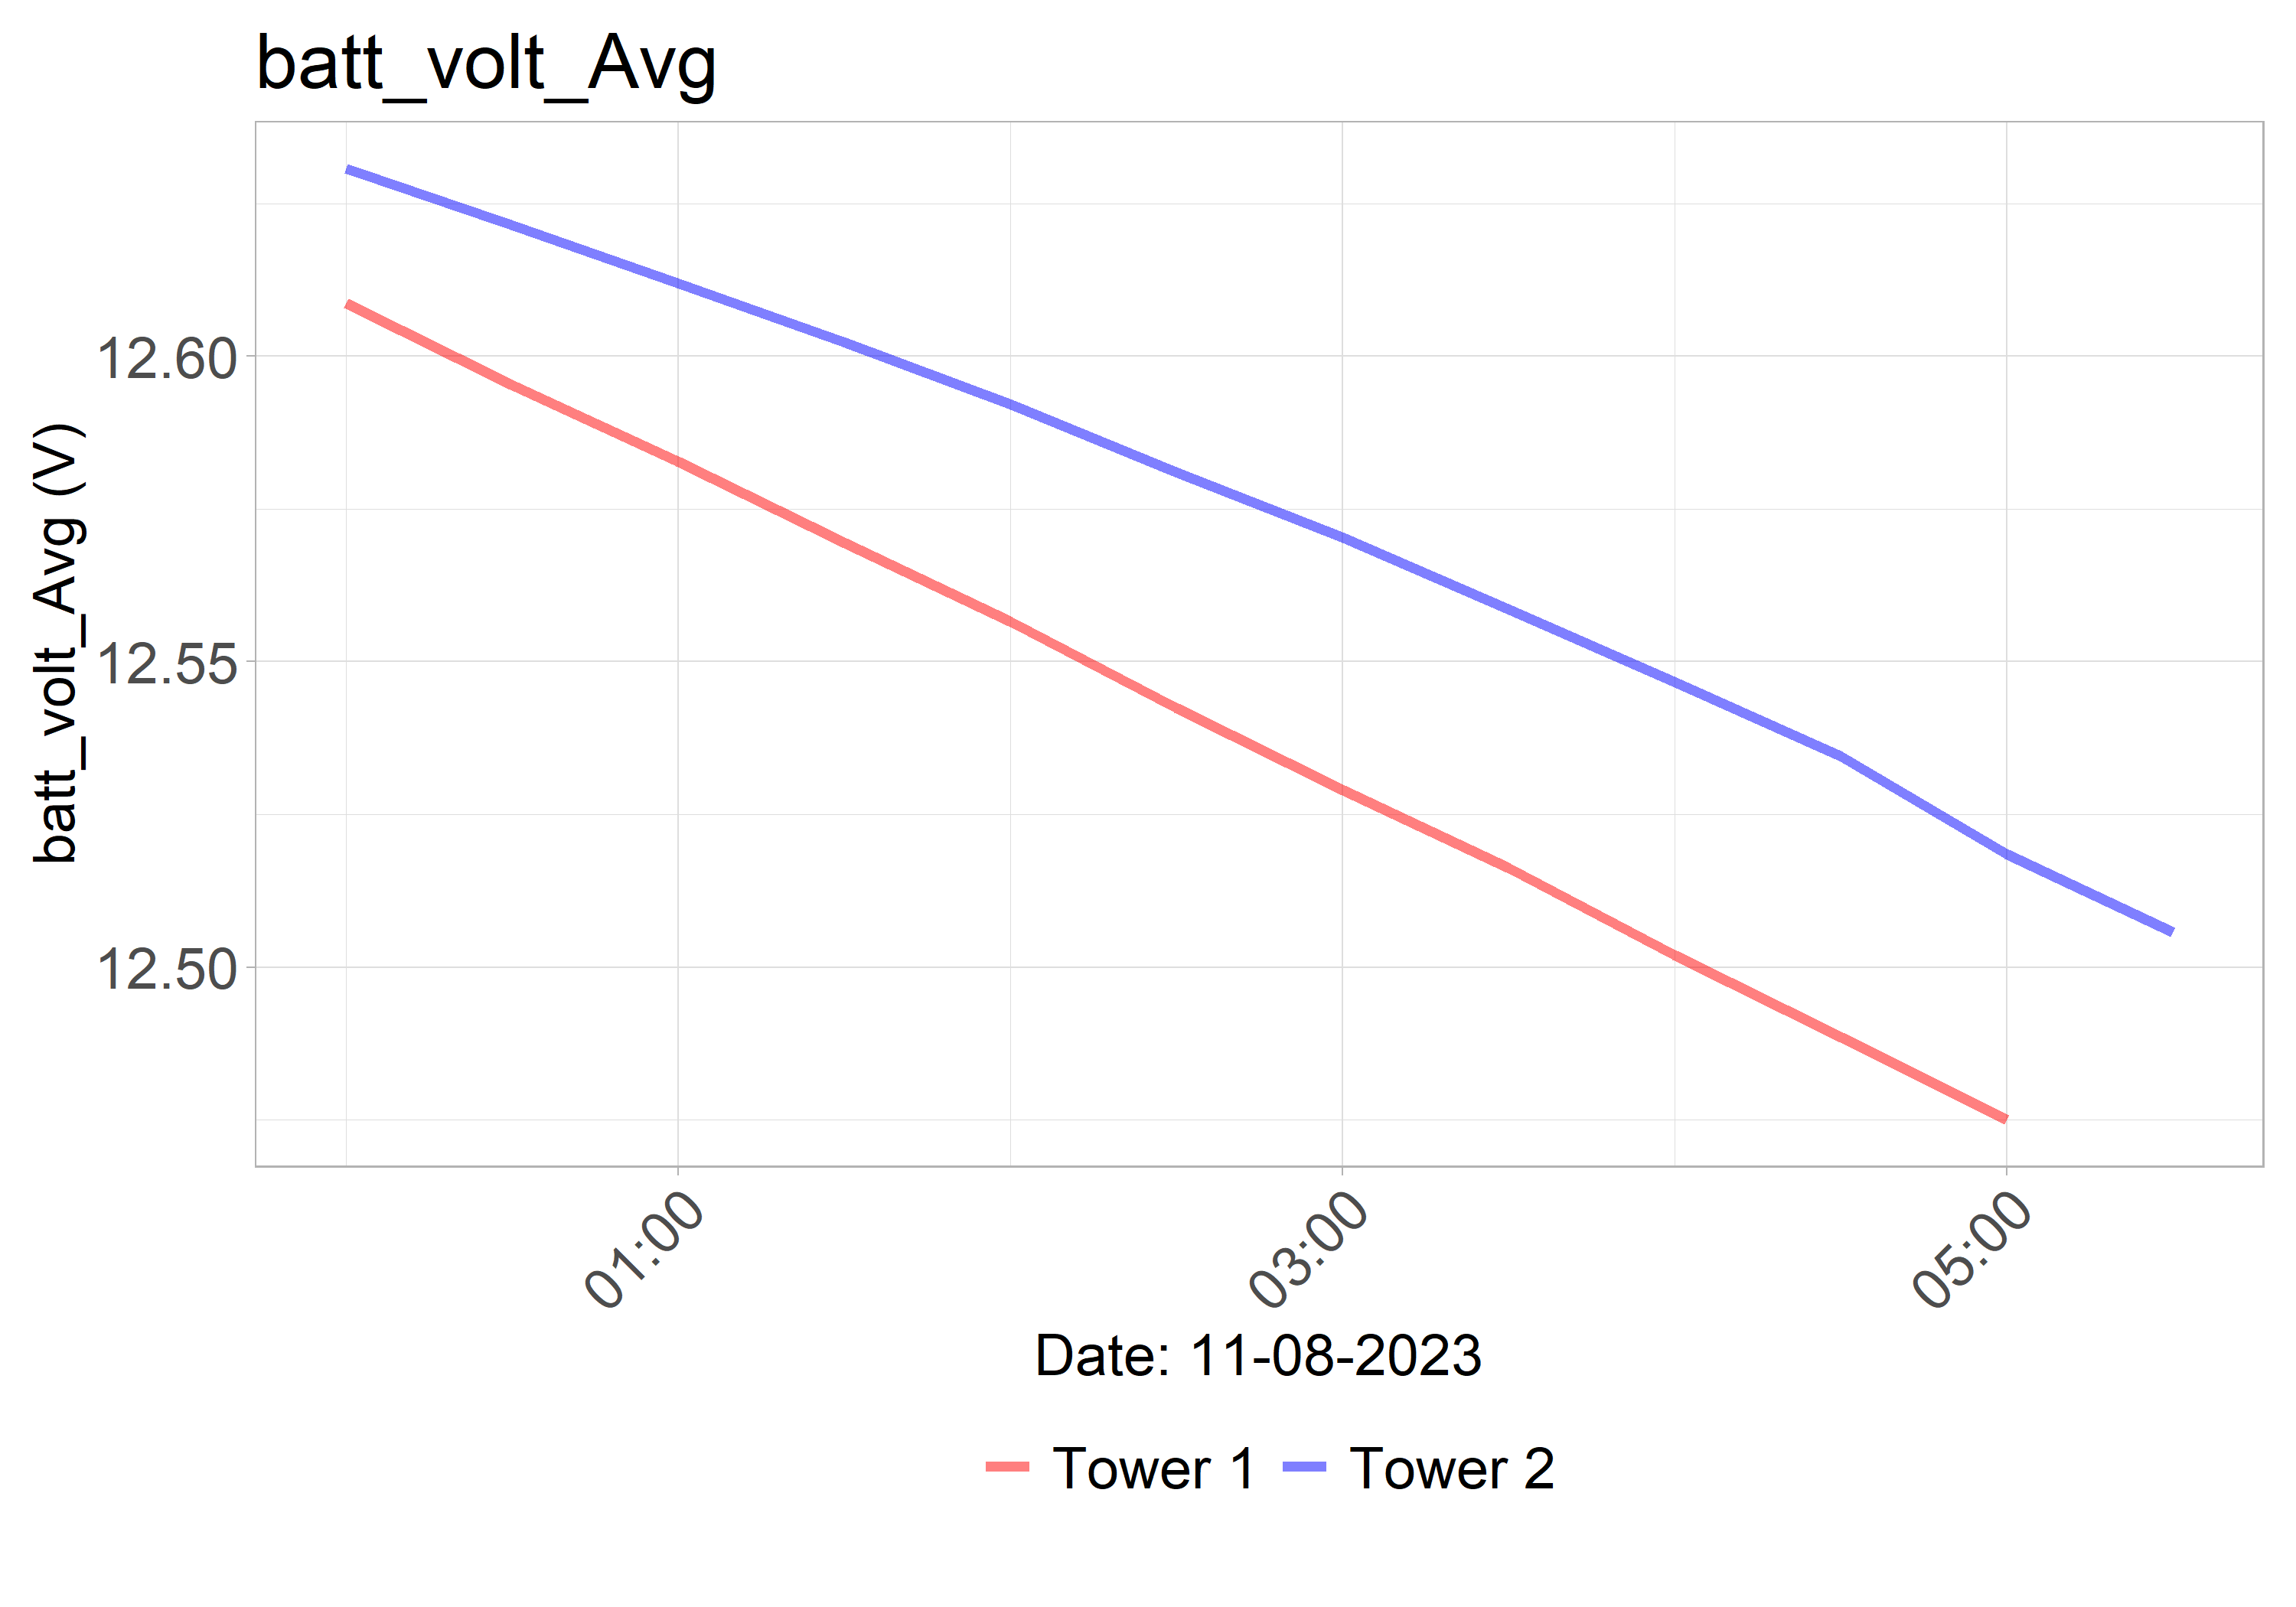 batt_volt_Avg
batt_volt_Avg (V)
12.60
12.55
12.50
01:00
03:00
05:00
Date: 11-08-2023
Tower 1
Tower 2